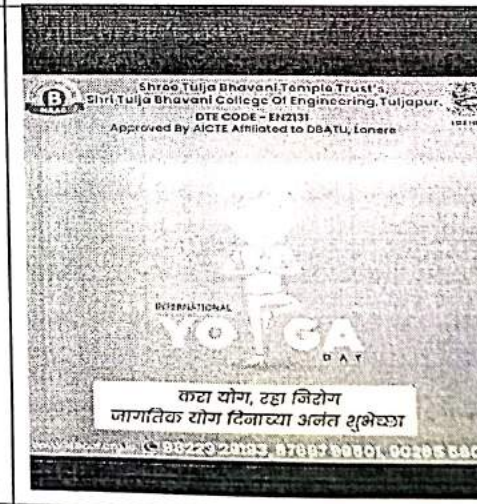 B
NAAC
Shree Tulja Bhavani Temple Trust's,
Shri Tulja Bhavani College Of Engineering, Tuljapur.
DTE CODE - EN2131
Approved By AICTE Affiliated to DBATU, Lonere
INTERNATIONAL
YOGA
DAY
करा योग, रहा निरोग
जागतिक योग दिनाच्या अनंत शुभेच्छा